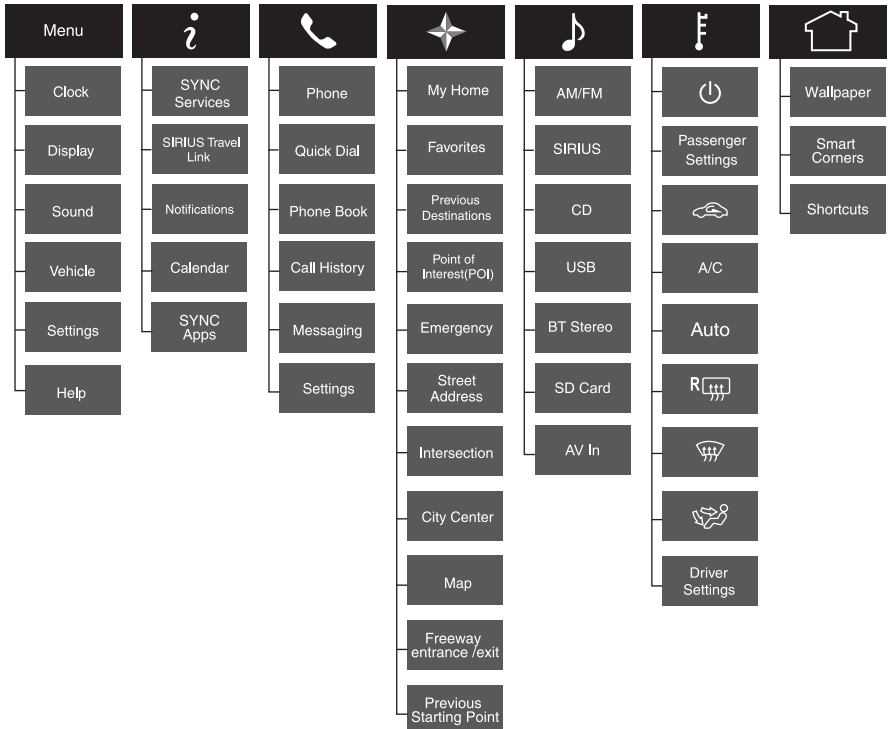 Menu
Clock
Display
Sound
Vehicle
Settings
Help
i
SYNC
Services
SIRIUS Travel
Link
Notifications
Calendar
SYNC
Apps
Phone
Quick Dial
Phone Book
Call History
Messaging
Settings
My Home
Favorites
Previous
Destinations
Point of
Interest(POI)
Emergency
Street
Address
Intersection
City Center
Map
Freeway
entrance /exit
Previous
Starting Point
AM/FM
SIRIUS
CD
USB
BT Stereo
SD Card
AV In
Passenger
Settings
A/C
Auto
R
Driver
Settings
Wallpaper
Smart
Corners
Shortcuts